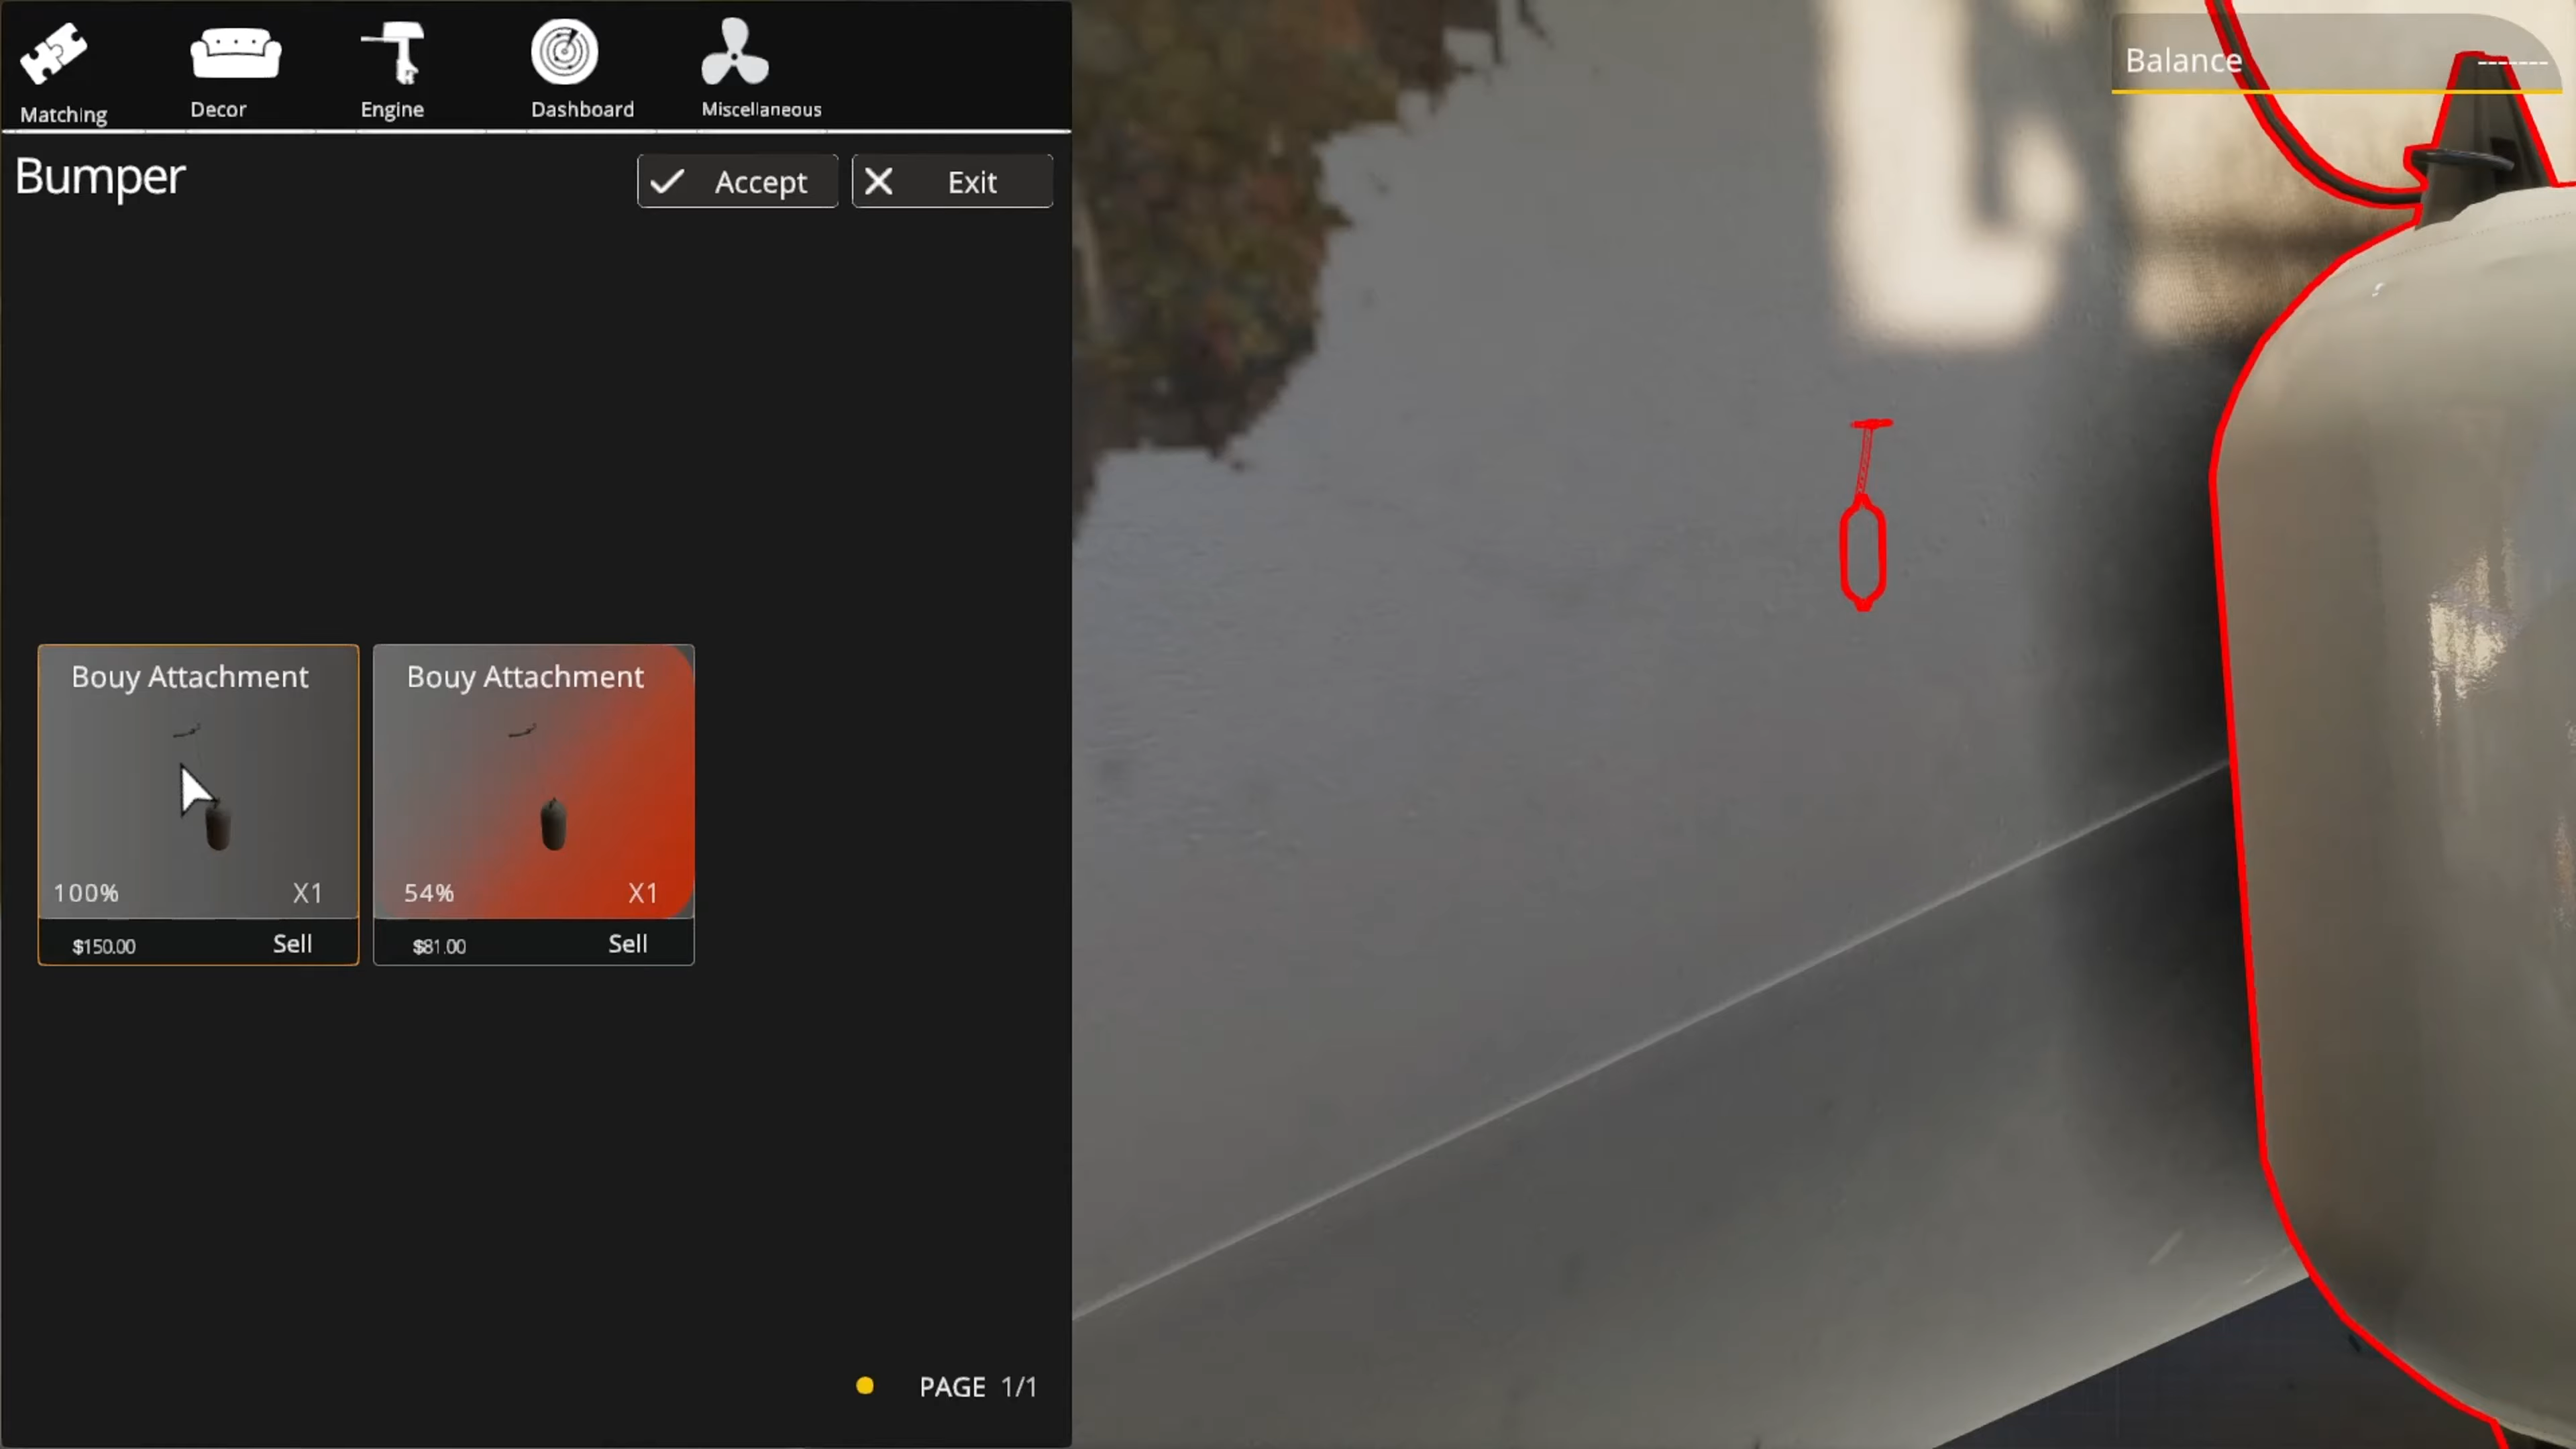 Matching
Decor
Engine
Dashboard
Miscellaneous
Balance -------
Bumper
Accept
Exit
Bouy Attachment
100% X1
$150.00 Sell
Bouy Attachment
54% X1
$81.00 Sell
PAGE 1/1